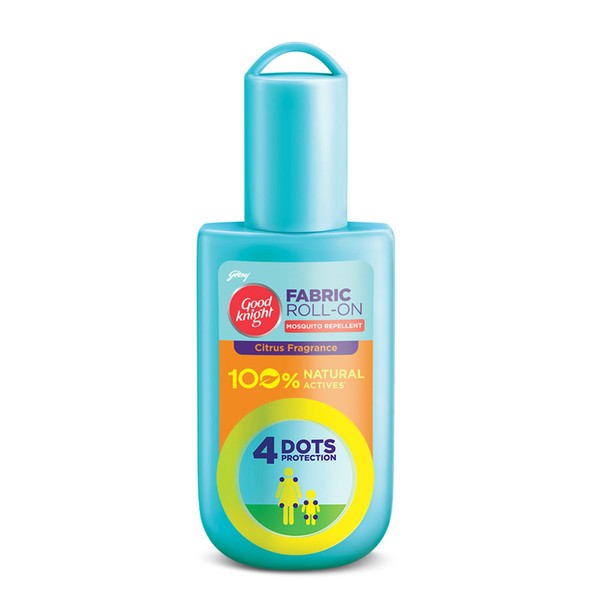 Godrej
Good
knight
FABRIC
ROLL-ON
MOSQUITO REPELLENT
Citrus Fragrance
100% NATURAL
ACTIVES*
4 DOTS
PROTECTION